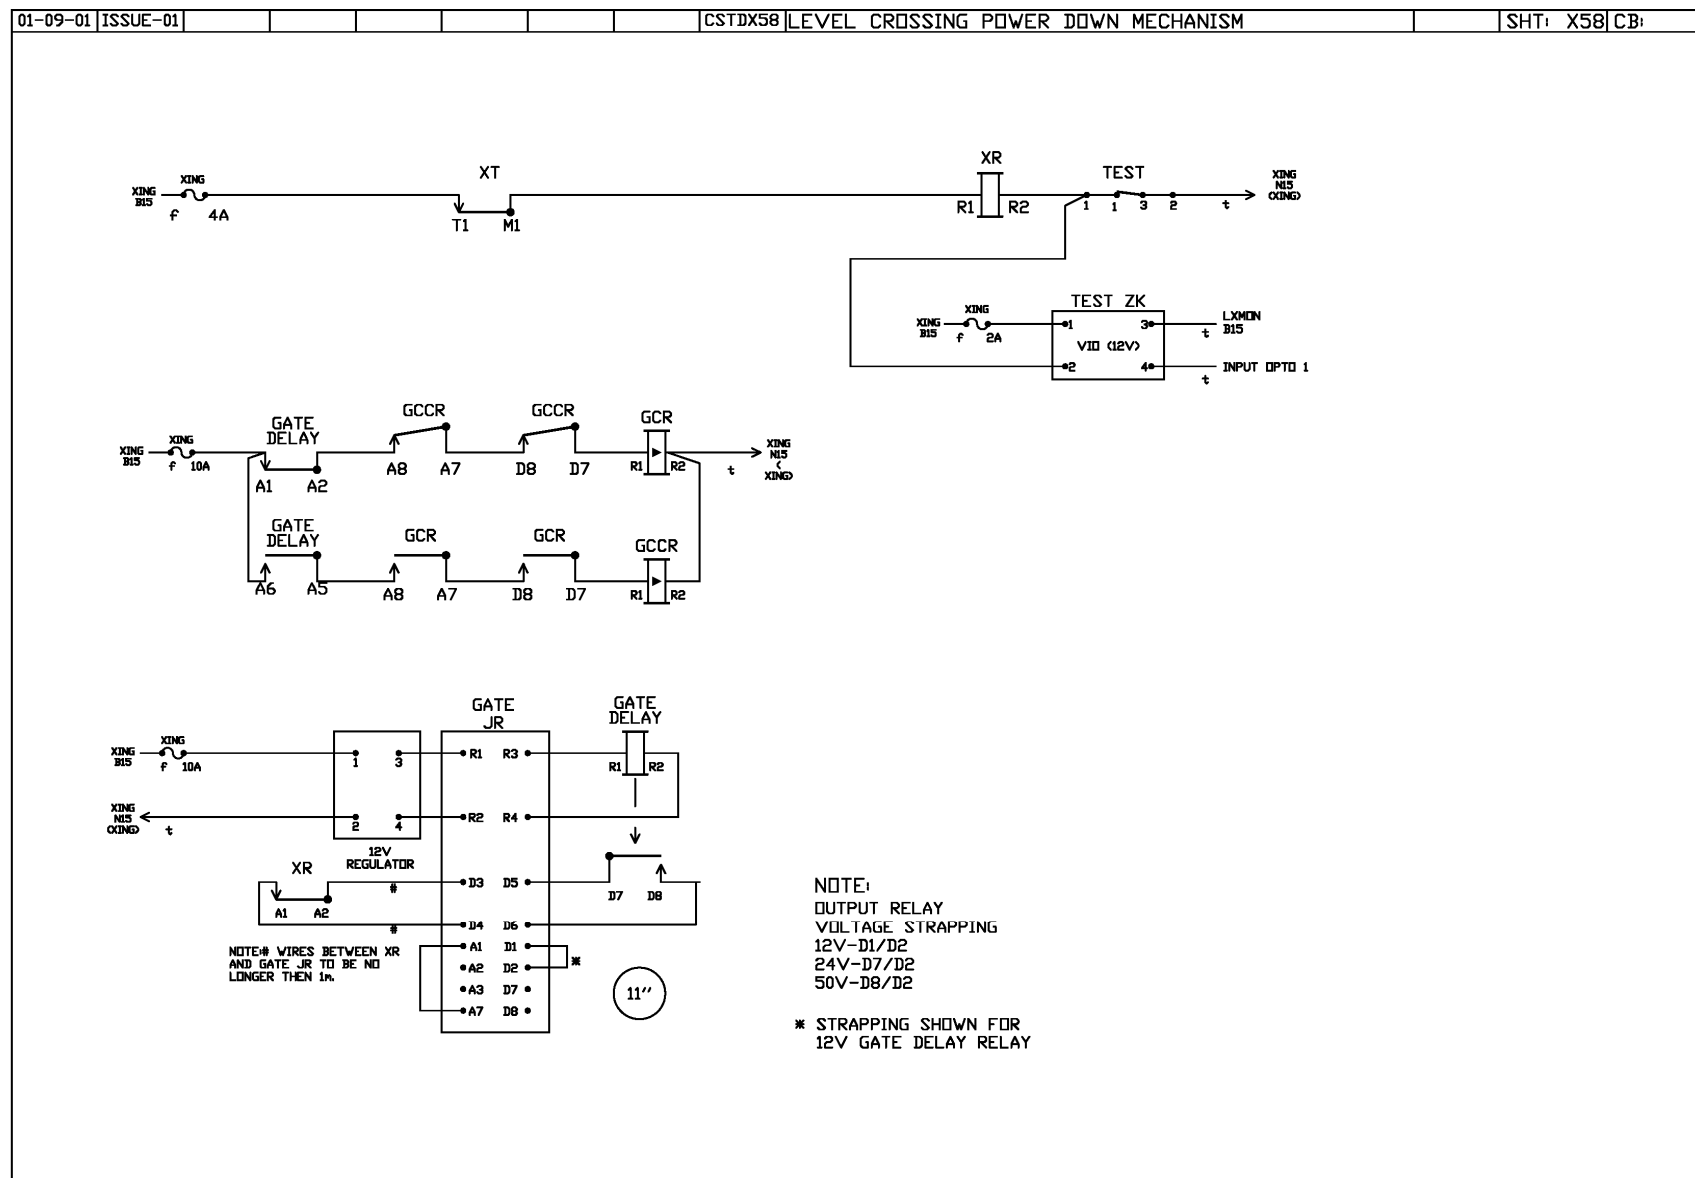 01-09-01 ISSUE-01 CSTDX58 LEVEL CROSSING POWER DOWN MECHANISM SHT: X58 CB:
XT
XR
TEST
XING
B15
XING
f 4A
T1 M1
R1 R2
1 1 3 2
t
XING
N15
(XING)
TEST ZK
XING
B15
XING
f 2A
1 3
VIO (12V)
2 4
LXMON
B15
t
INPUT OPTO 1
t
GATE
DELAY
GCCR
GCCR
GCR
XING
B15
XING
f 10A
A1 A2
A8 A7
D8 D7
R1 R2
t
XING
N15
(
XING)
GATE
DELAY
GCR
GCR
GCCR
A6 A5
A8 A7
D8 D7
R1 R2
GATE
JR
GATE
DELAY
XING
B15
XING
f 10A
1 3
R1 R3
R1 R2
XING
N15
(XING)
t
2 4
R2 R4
12V
REGULATOR
XR
A1 A2
#
D3 D5
D7 D8
#
D4 D6
A1 D1
A2 D2
*
A3 D7
A7 D8
NOTE:# WIRES BETWEEN XR
AND GATE JR TO BE NO
LONGER THEN 1m.
11''
NOTE:
OUTPUT RELAY
VOLTAGE STRAPPING
12V-D1/D2
24V-D7/D2
50V-D8/D2
* STRAPPING SHOWN FOR
12V GATE DELAY RELAY